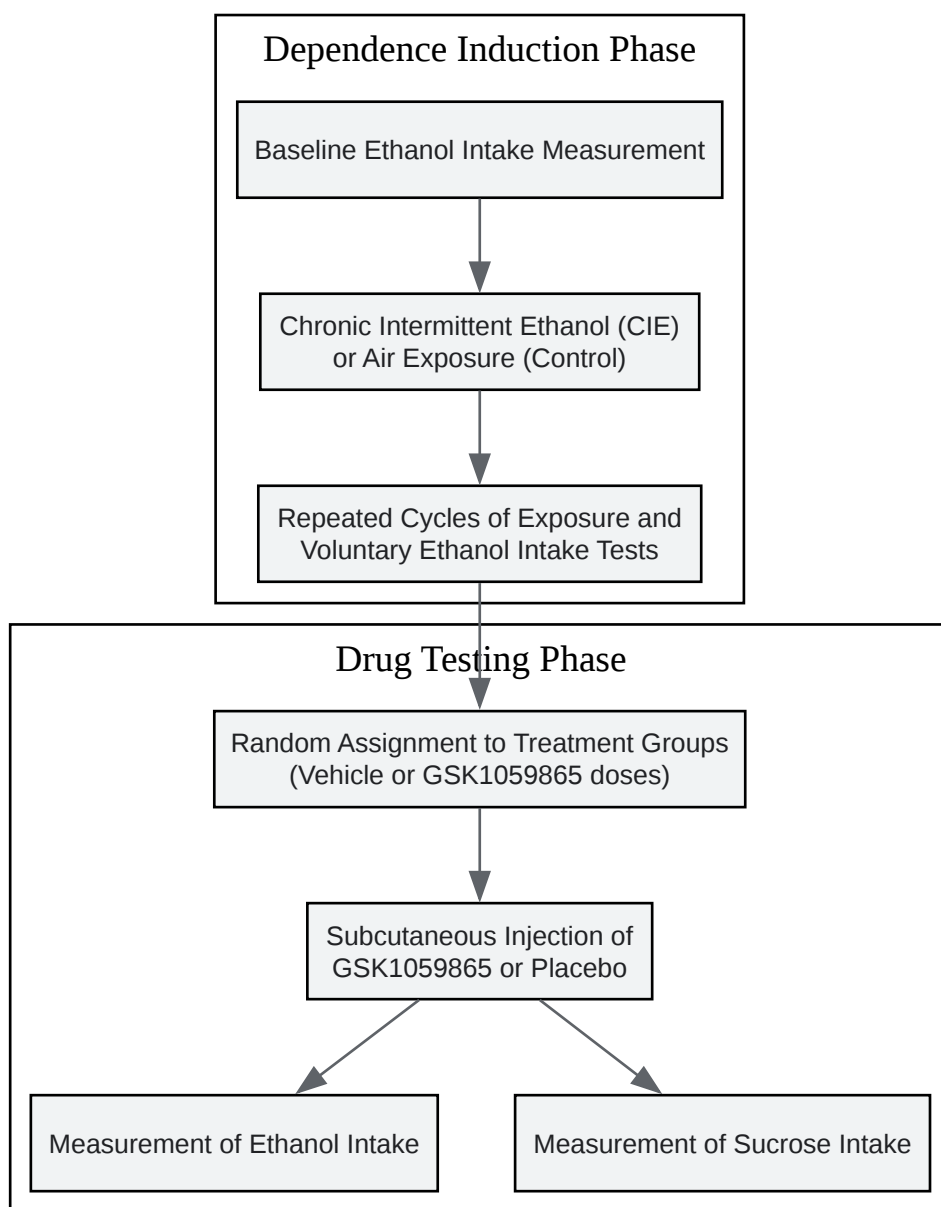 Dependence Induction Phase
Baseline Ethanol Intake Measurement
Chronic Intermittent Ethanol (CIE)
or Air Exposure (Control)
Repeated Cycles of Exposure and
Voluntary Ethanol Intake Tests
Drug Testing Phase
Random Assignment to Treatment Groups
(Vehicle or GSK1059865 doses)
Subcutaneous Injection of
GSK1059865 or Placebo
Measurement of Ethanol Intake
Measurement of Sucrose Intake